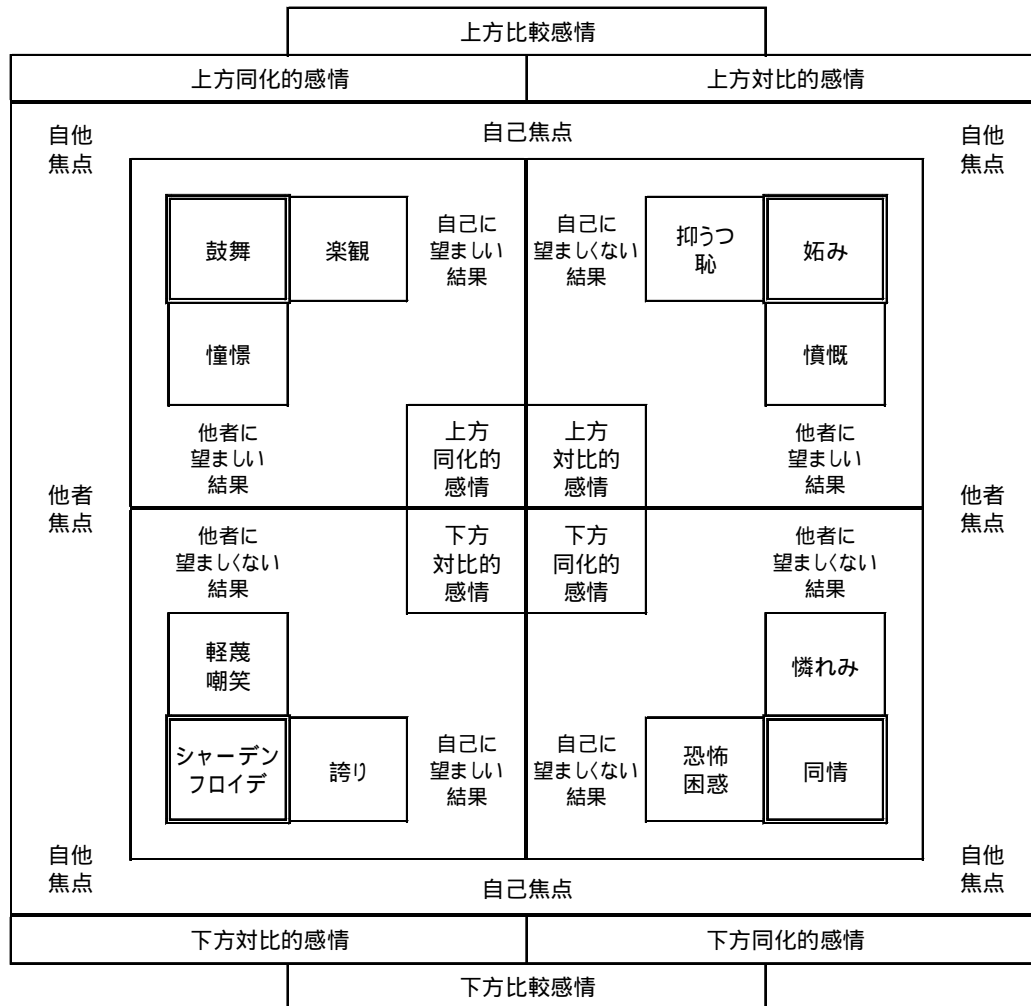 上方比較感情
上方同化的感情
上方対比的感情
自他
焦点
自己焦点
自他
焦点
鼓舞
楽観
自己に
望ましい
結果
自己に
望ましくない
結果
抑うつ
恥
妬み
憧憬
憤慨
他者に
望ましい
結果
上方
同化的
感情
上方
対比的
感情
他者に
望ましい
結果
他者
焦点
他者
焦点
他者に
望ましくない
結果
下方
対比的
感情
下方
同化的
感情
他者に
望ましくない
結果
軽蔑
嘲笑
憐れみ
シャーデン
フロイデ
誇り
自己に
望ましい
結果
自己に
望ましくない
結果
恐怖
困惑
同情
自他
焦点
自己焦点
自他
焦点
下方対比的感情
下方同化的感情
下方比較感情